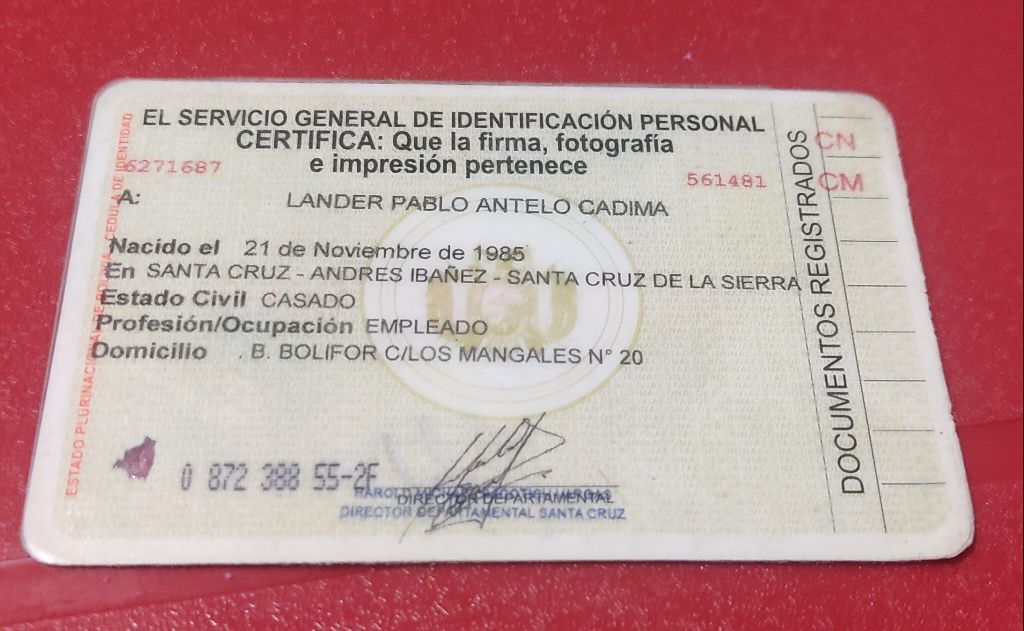 EL SERVICIO GENERAL DE IDENTIFICACIÓN PERSONAL
CERTIFICA: Que la firma, fotografía
e impresión pertenece
6271687
561481
CN
CM
A: LANDER PABLO ANTELO CADIMA
Nacido el 21 de Noviembre de 1985
En SANTA CRUZ - ANDRES IBAÑEZ - SANTA CRUZ DE LA SIERRA
Estado Civil CASADO
Profesión/Ocupación EMPLEADO
Domicilio . B. BOLIFOR C/LOS MANGALES N° 20
0 872 388 55-2F
DIRECTOR DEPARTAMENTAL
DIRECTOR DEPARTAMENTAL SANTA CRUZ
DOCUMENTOS REGISTRADOS
ESTADO PLURINACIONAL DE BOLIVIA CEDULA DE IDENTIDAD